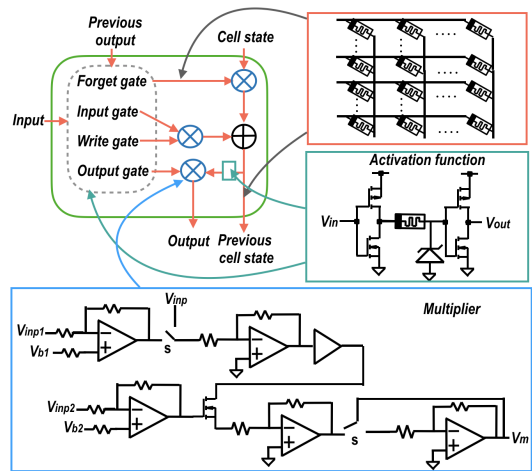 Previous
output
Cell state
Forget gate
Input gate
Input
Write gate
Output gate
Output
Previous
cell state
Activation function
Vin
Vout
Multiplier
Vinp
Vinp1
Vb1
S
Vinp2
Vb2
S
Vm